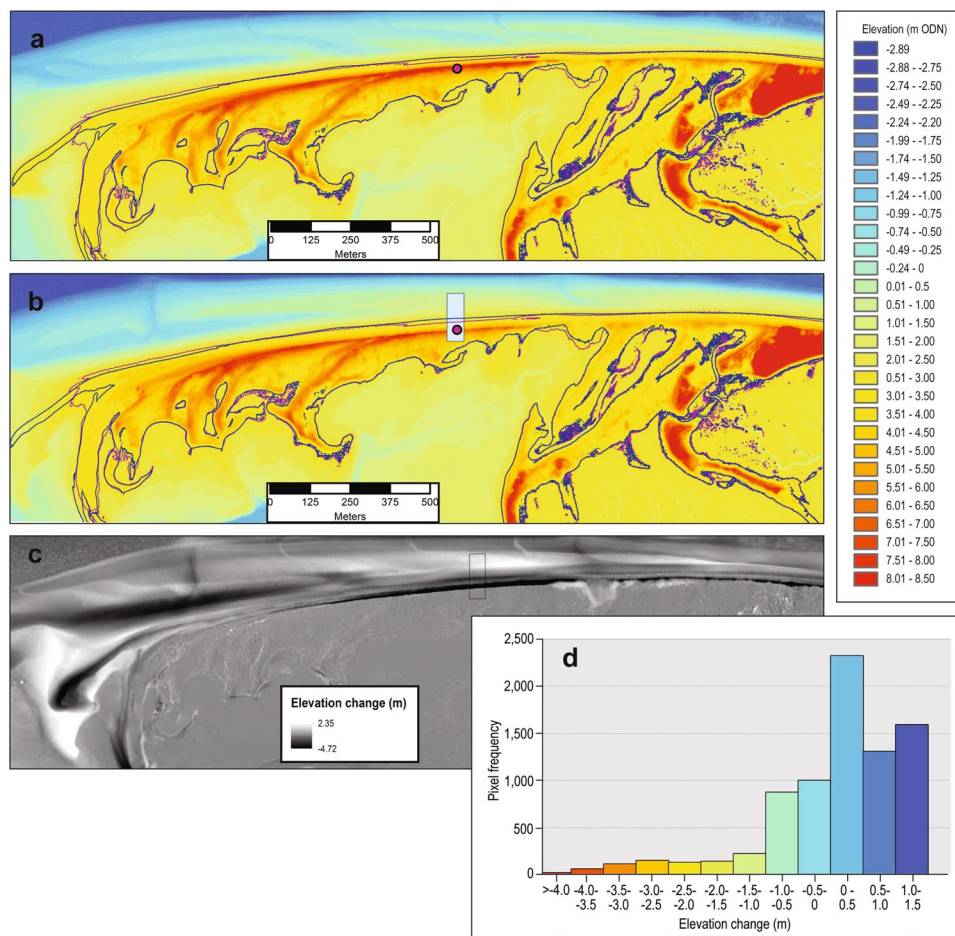 a
0 125 250 375 500
Meters
b
0 125 250 375 500
Meters
c
Elevation change (m)
2.35
-4.72
Elevation (m ODN)
-2.89
-2.88 - -2.75
-2.74 - -2.50
-2.49 - -2.25
-2.24 - -2.20
-1.99 - -1.75
-1.74 - -1.50
-1.49 - -1.25
-1.24 - -1.00
-0.99 - -0.75
-0.74 - -0.50
-0.49 - -0.25
-0.24 - 0
0.01 - 0.5
0.51 - 1.00
1.01 - 1.50
1.51 - 2.00
2.01 - 2.50
0.51 - 3.00
3.01 - 3.50
3.51 - 4.00
4.01 - 4.50
4.51 - 5.00
5.01 - 5.50
5.51 - 6.00
6.01 - 6.50
6.51 - 7.00
7.01 - 7.50
7.51 - 8.00
8.01 - 8.50
d
2,500
2,000
1,500
1,000
500
0
Pixel frequency
>-4.0 -4.0- -3.5- -3.0- -2.5- -2.0- -1.5- -1.0- -0.5- 0 - 0.5- 1.0-
-3.5 -3.0 -2.5 -2.0 -1.5 -1.0 -0.5 0 0.5 1.0 1.5
Elevation change (m)